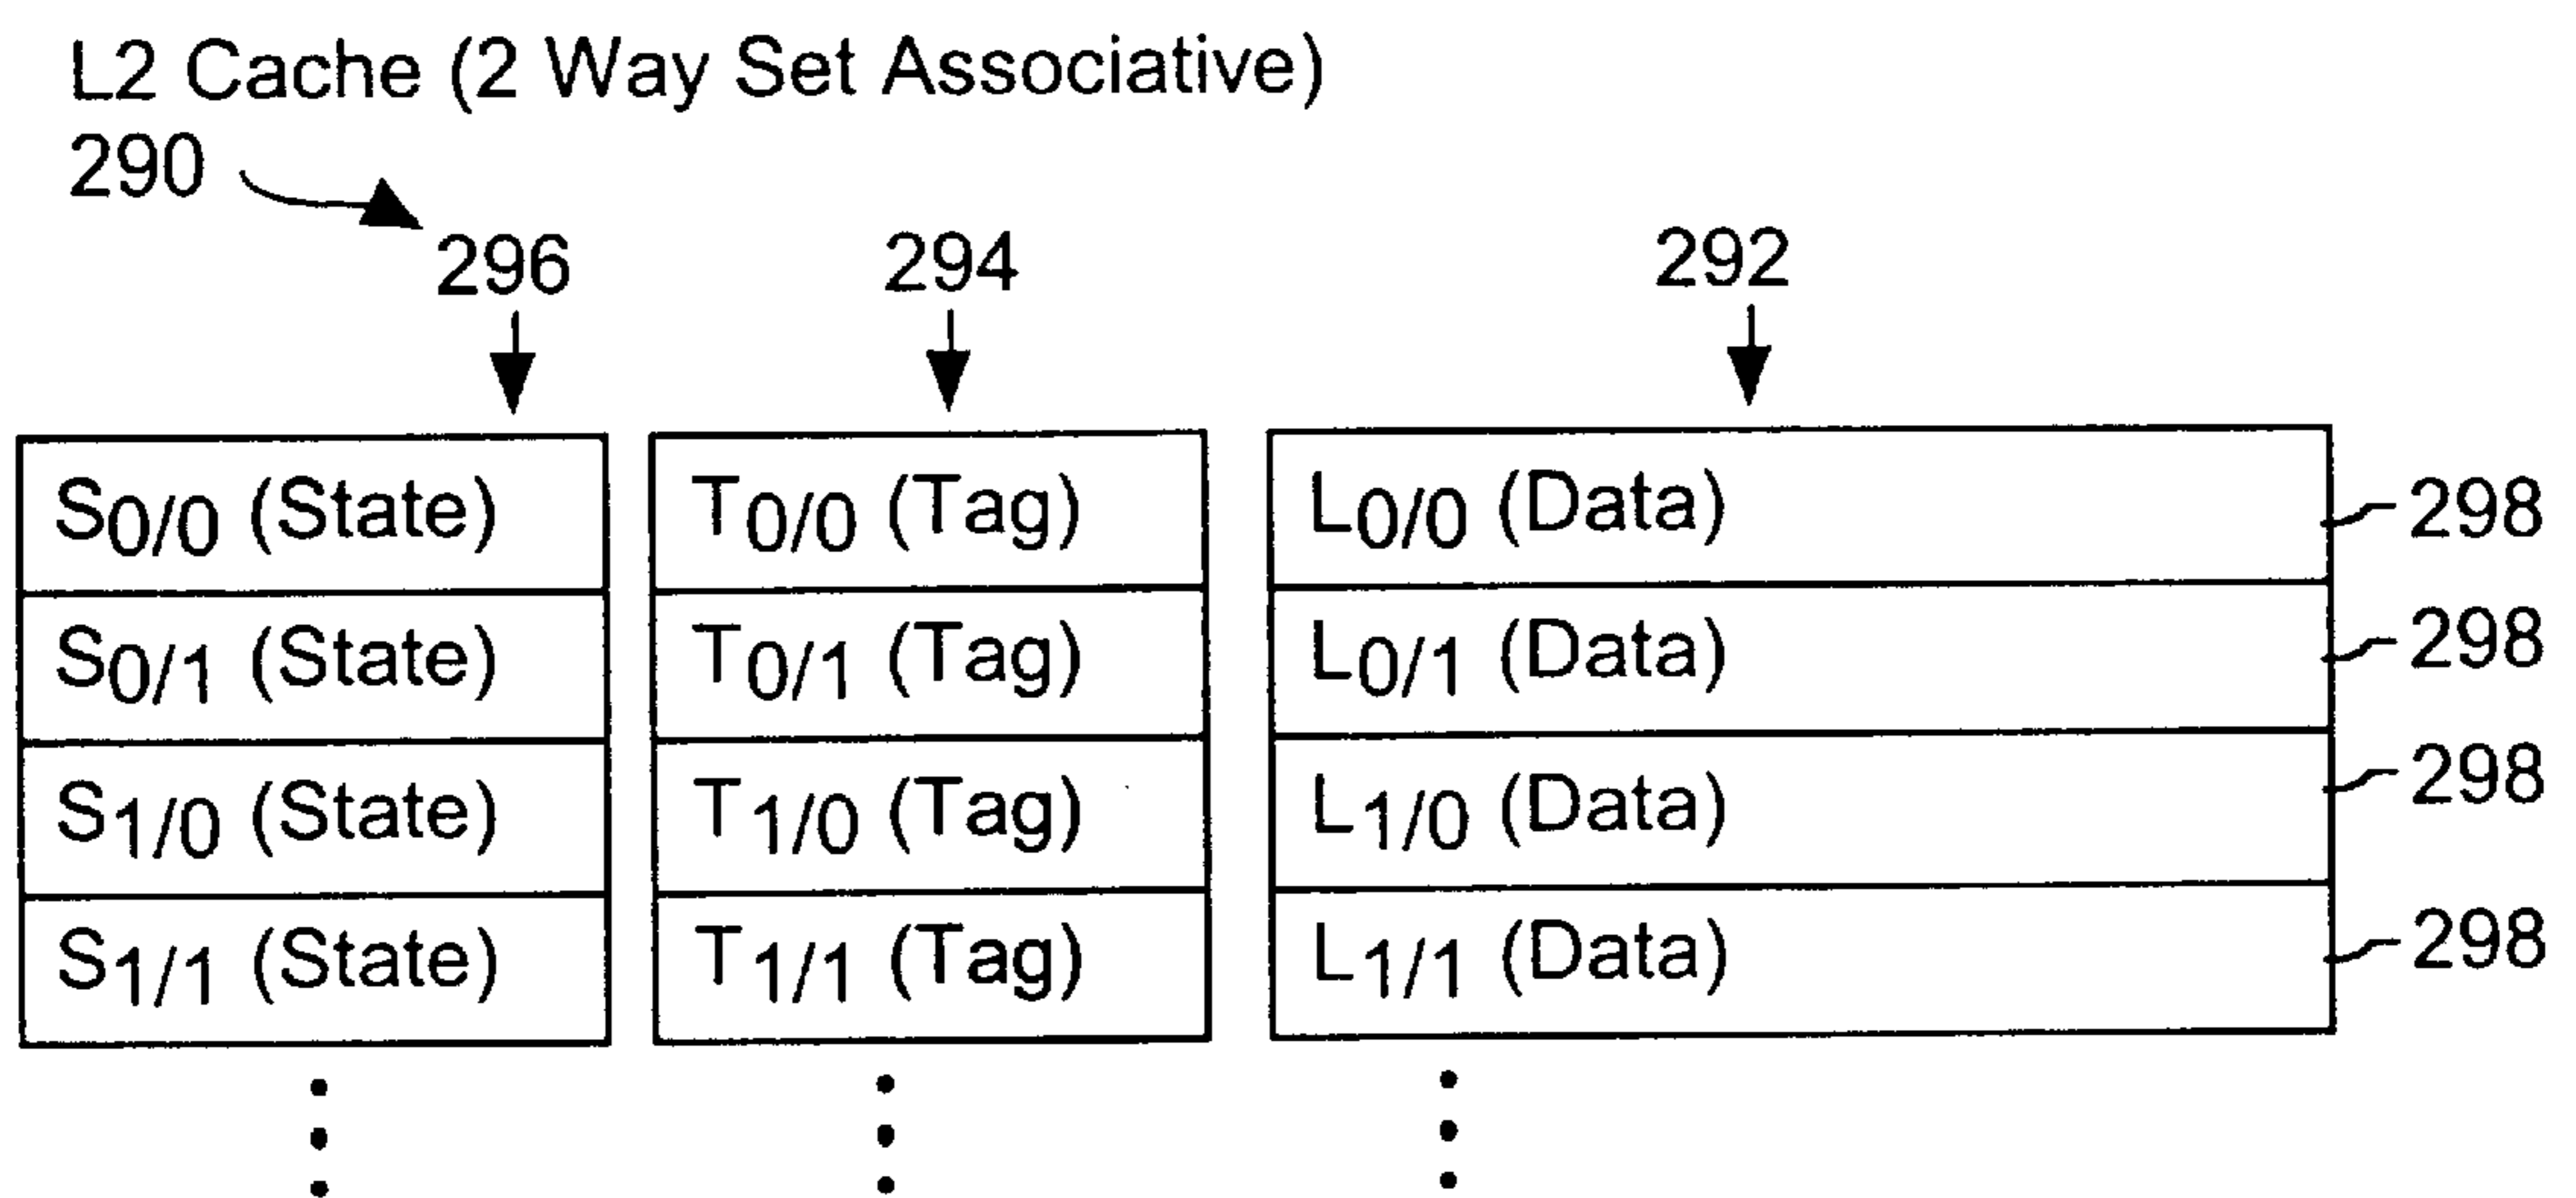 L2 Cache (2 Way Set Associative)
290
296 294 292
S0/0 (State) T0/0 (Tag) L0/0 (Data) 298
S0/1 (State) T0/1 (Tag) L0/1 (Data) 298
S1/0 (State) T1/0 (Tag) L1/0 (Data) 298
S1/1 (State) T1/1 (Tag) L1/1 (Data) 298